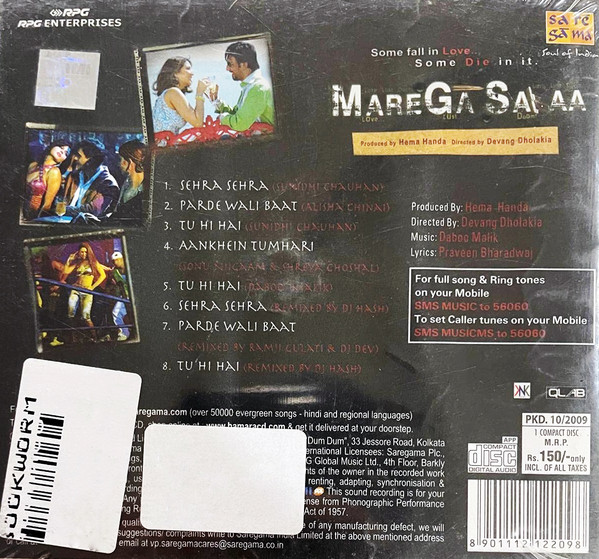 RPG
RPG ENTERPRISES
sa re
ga ma
Soul of India
Some fall in Love...
Some Die in it.
MAREGA SALAA
Produced by Hema Handa Directed by Devang Dholakia
1. SEHRA SEHRA (SUNIDHI CHAUHAN)
2. PARDE WALI BAAT (ALISHA CHINAI)
3. TU HI HAI (SUNIDHI CHAUHAN)
4. AANKHEIN TUMHARI
(SONU NIIGAAM & SHREYA GHOSHAL)
5. TU HI HAI (DABOO MALIK)
6. SEHRA SEHRA (REMIXED BY DJ HASH)
7. PARDE WALI BAAT
(REMIXED BY RAMJI GULATI & DJ DEV)
8. TU HI HAI (REMIXED BY DJ HASH)
Produced By: Hema Handa
Directed By: Devang Dholakia
Music: Daboo Malik
Lyrics: Praveen Bharadwaj
For full song & Ring tones
on your Mobile
SMS MUSIC to 56060
To set Caller tunes on your Mobile
SMS MUSICMS to 56060
QLAB
saregama.com (over 50000 evergreen songs - hindi and regional languages)
www.hamaracd.com & get it delivered at your doorstep.
Dum Dum", 33 Jessore Road, Kolkata
International Licensees: Saregama Plc.,
G Global Music Ltd., 4th Floor, Barkly
of the owner in the recorded work
renting, adapting, synchronisation &
This sound recording is for your
from Phonographic Performance
Act of 1957.
of any manufacturing defect, we will
suggestions/ complaints write to Saregama India Limited at the above mentioned address
at vp.saregamacares@saregama.co.in
COMPACT
disc
DIGITAL AUDIO
APP
PKD. 10/2009
1 COMPACT DISC
M.R.P.
Rs. 150/- only
INCL. OF ALL TAXES
8901112122098
BOOKWORM